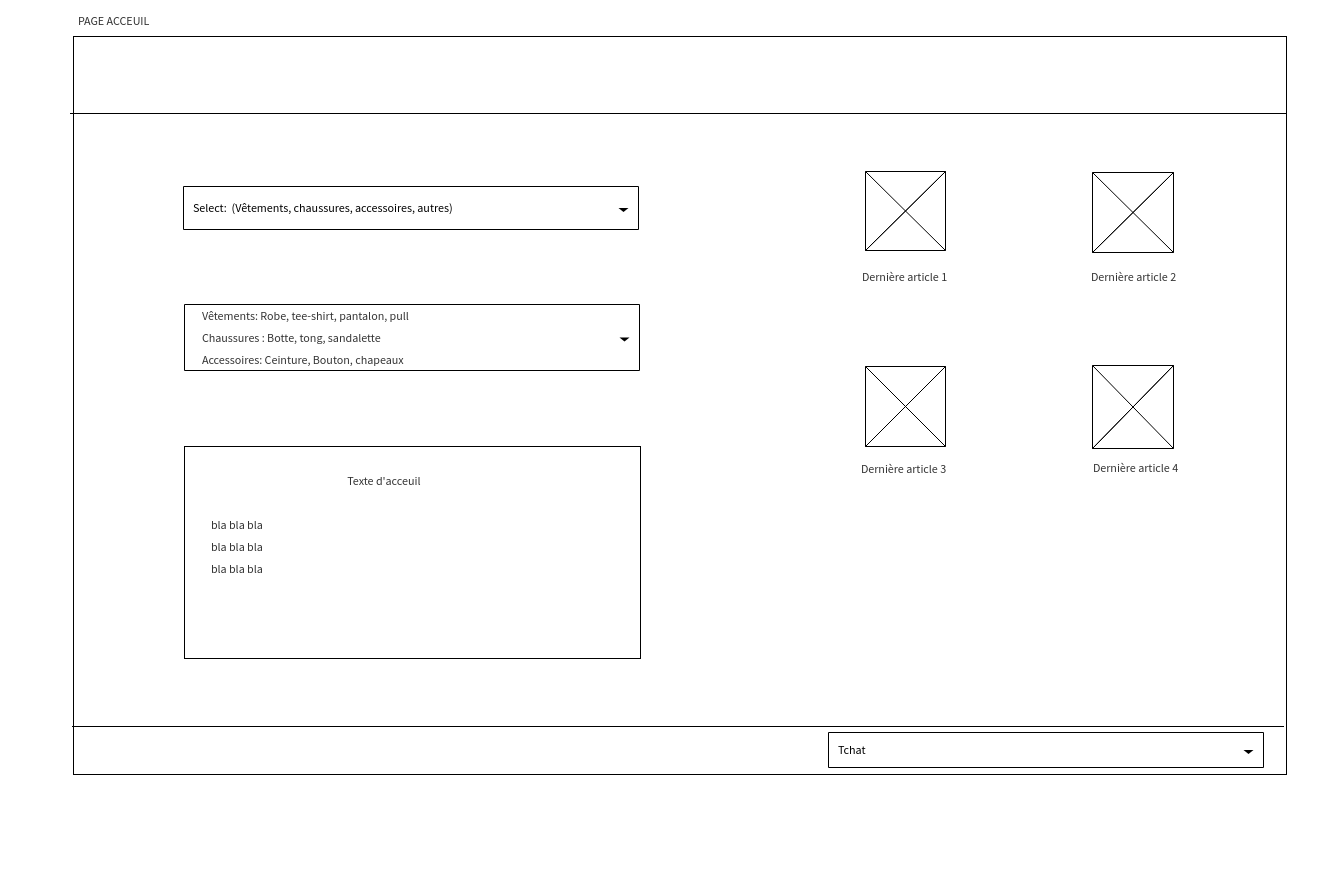 PAGE ACCEUIL
Select:  (Vêtements, chaussures, accessoires, autres)
Vêtements: Robe, tee-shirt, pantalon, pull
Chaussures : Botte, tong, sandalette
Accessoires: Ceinture, Bouton, chapeaux
Texte d'acceuil
bla bla bla
bla bla bla
bla bla bla
Dernière article 1
Dernière article 2
Dernière article 3
Dernière article 4
Tchat